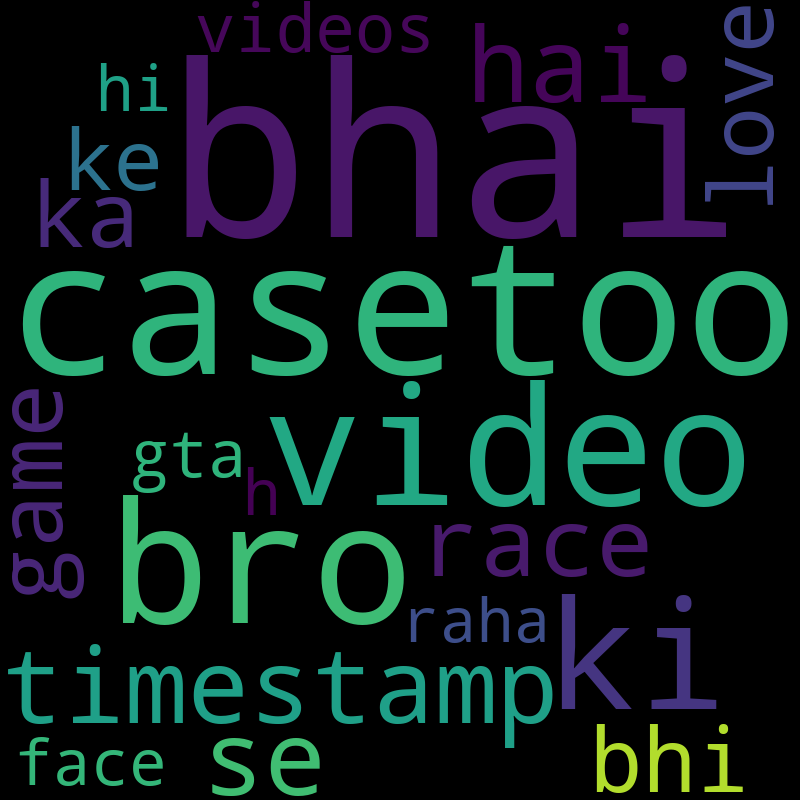 videos
hai
love
hi
bhai
ke
ka
casetoo
video
game
gta
h
bro
race
raha
ki
timestamp
face
se
bhi